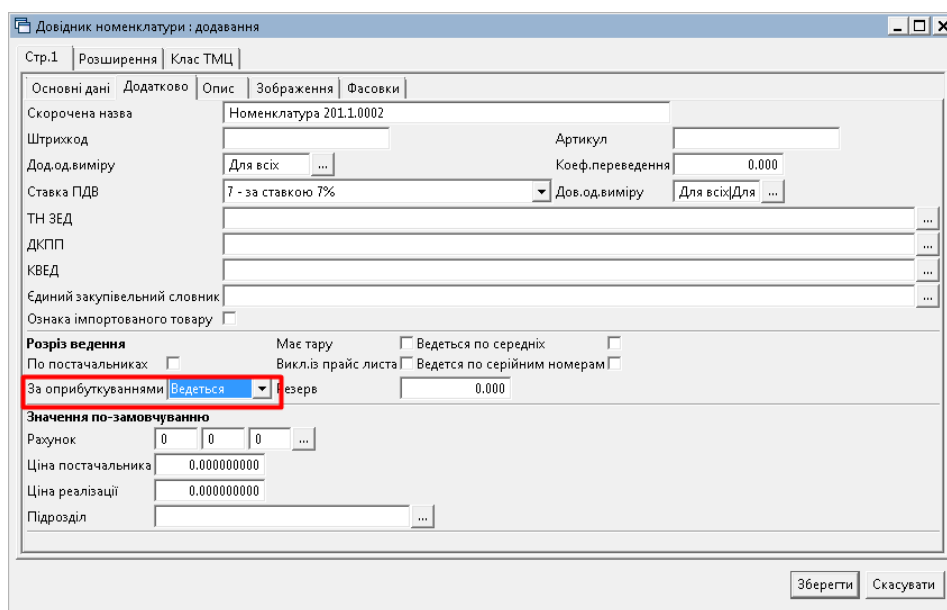 Довідник номенклатури : додавання
Стр.1 Розширення Клас ТМЦ
Основні дані Додатково Опис Зображення Фасовки
Скорочена назва Номенклатура 201.1.0002
Штрихкод Артикул
Дод.од.виміру Для всіх ... Коеф.переведення 0.000
Ставка ПДВ 7 - за ставкою 7% Дов.од.виміру Для всіх|Для ...
ТН ЗЕД ...
ДКПП ...
КВЕД ...
Єдиний закупівельний словник ...
Ознака імпортованого товару
Розріз ведення Має тару Ведеться по середніх
По постачальниках Викл.із прайс листа Ведется по серійним номерам
За оприбуткуваннями Ведеться Резерв 0.000
Значення по-замовчуванню
Рахунок 0 0 0 ...
Ціна постачальника 0.000000000
Ціна реалізації 0.000000000
Підрозділ ...
Зберегти Скасувати